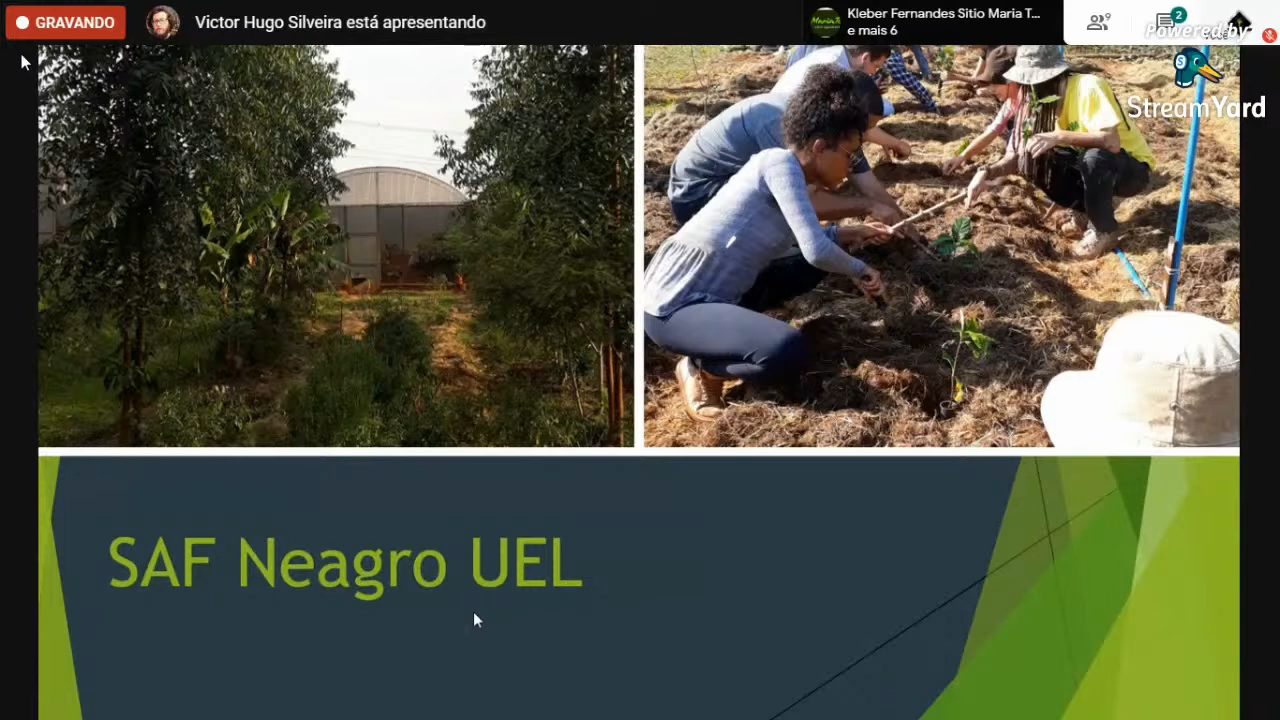 GRAVANDO
Victor Hugo Silveira está apresentando
Kleber Fernandes Sitio Maria T...
e mais 6
9
2
Powered by
StreamYard
SAF Neagro UEL